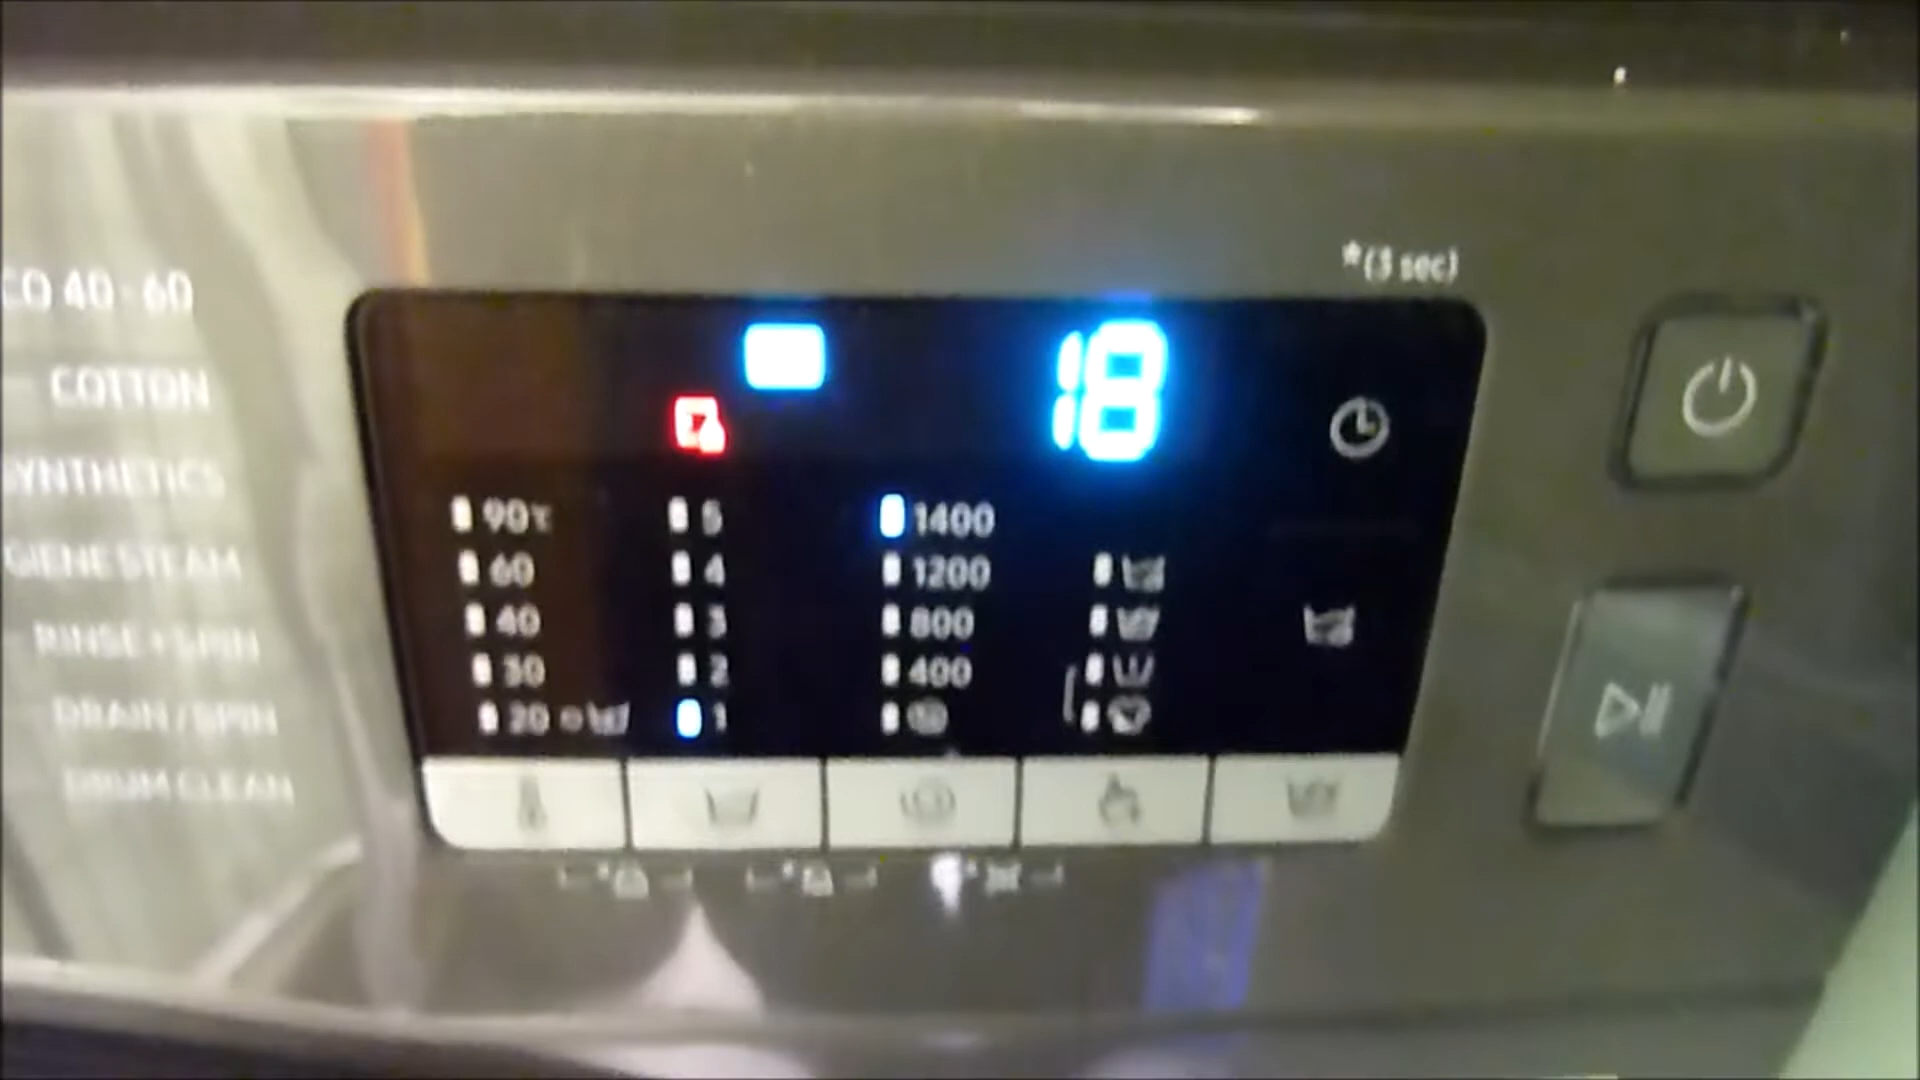 *(3 sec)
CO 40-60
COTTON
YNTHETICS
GIENE STEAM
RINSE+SPIN
DRAIN/SPIN
DRUM CLEAN
18
90℃ 5 1400
60 4 1200
40 3 800
30 2 400
20 1